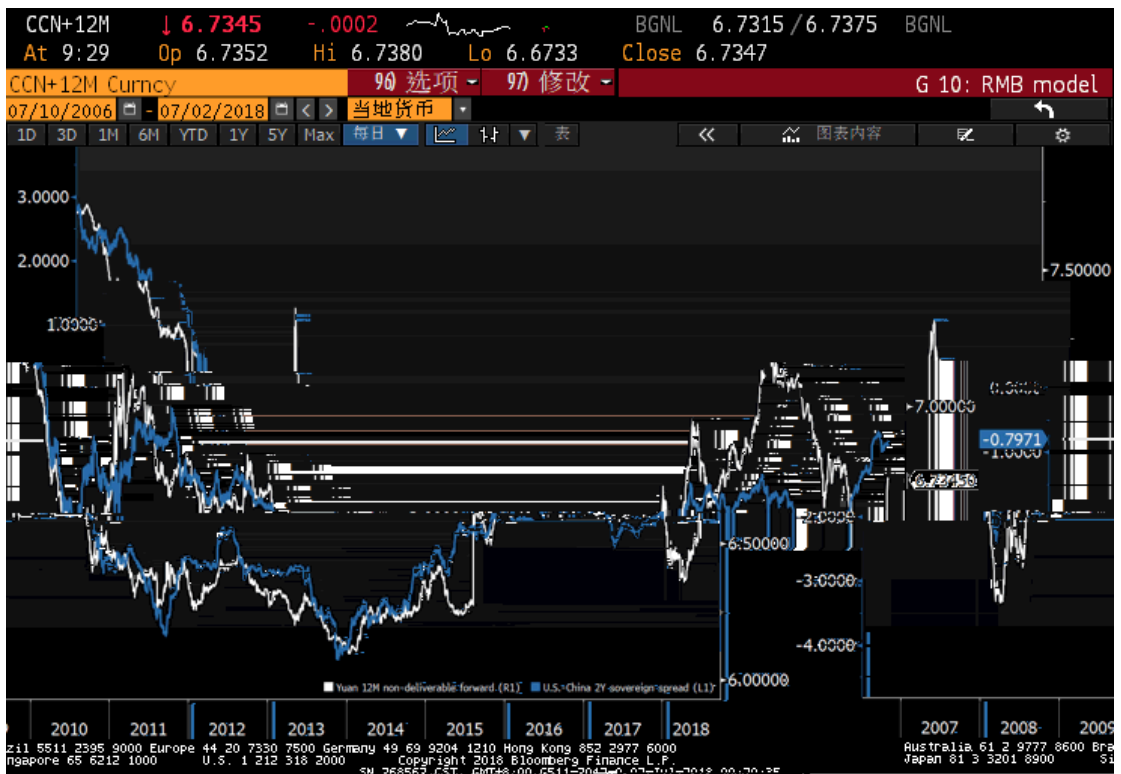 CCN+12M ↓ 6.7345 -.0002 BGNL 6.7315 / 6.7375 BGNL
At 9:29 Op 6.7352 Hi 6.7380 Lo 6.6733 Close 6.7347
CCN+12M Curncy 96) 选项 97) 修改 G 10: RMB model
07/10/2006 - 07/02/2018 当地货币
1D 3D 1M 6M YTD 1Y 5Y Max 每日 表 图表内容
3.0000
2.0000
7.50000
1.0000
0.0000
7.00000
-0.7971
-1.0000
6.73450
-2.0000
6.50000
-3.0000
-4.0000
6.00000
Yuan 12M non-deliverable forward (R1) U.S.-China 2Y sovereign spread (L1)
2010 2011 2012 2013 2014 2015 2016 2017 2018 2007 2008 2009
zil 5511 2395 9000 Europe 44 20 7330 7500 Germany 49 69 9204 1210 Hong Kong 852 2977 6000 Australia 61 2 9777 8600 Bra
ngapore 65 6212 1000 U.S. 1 212 318 2000 Copyright 2018 Bloomberg Finance L.P. Japan 81 3 3201 8900 Si